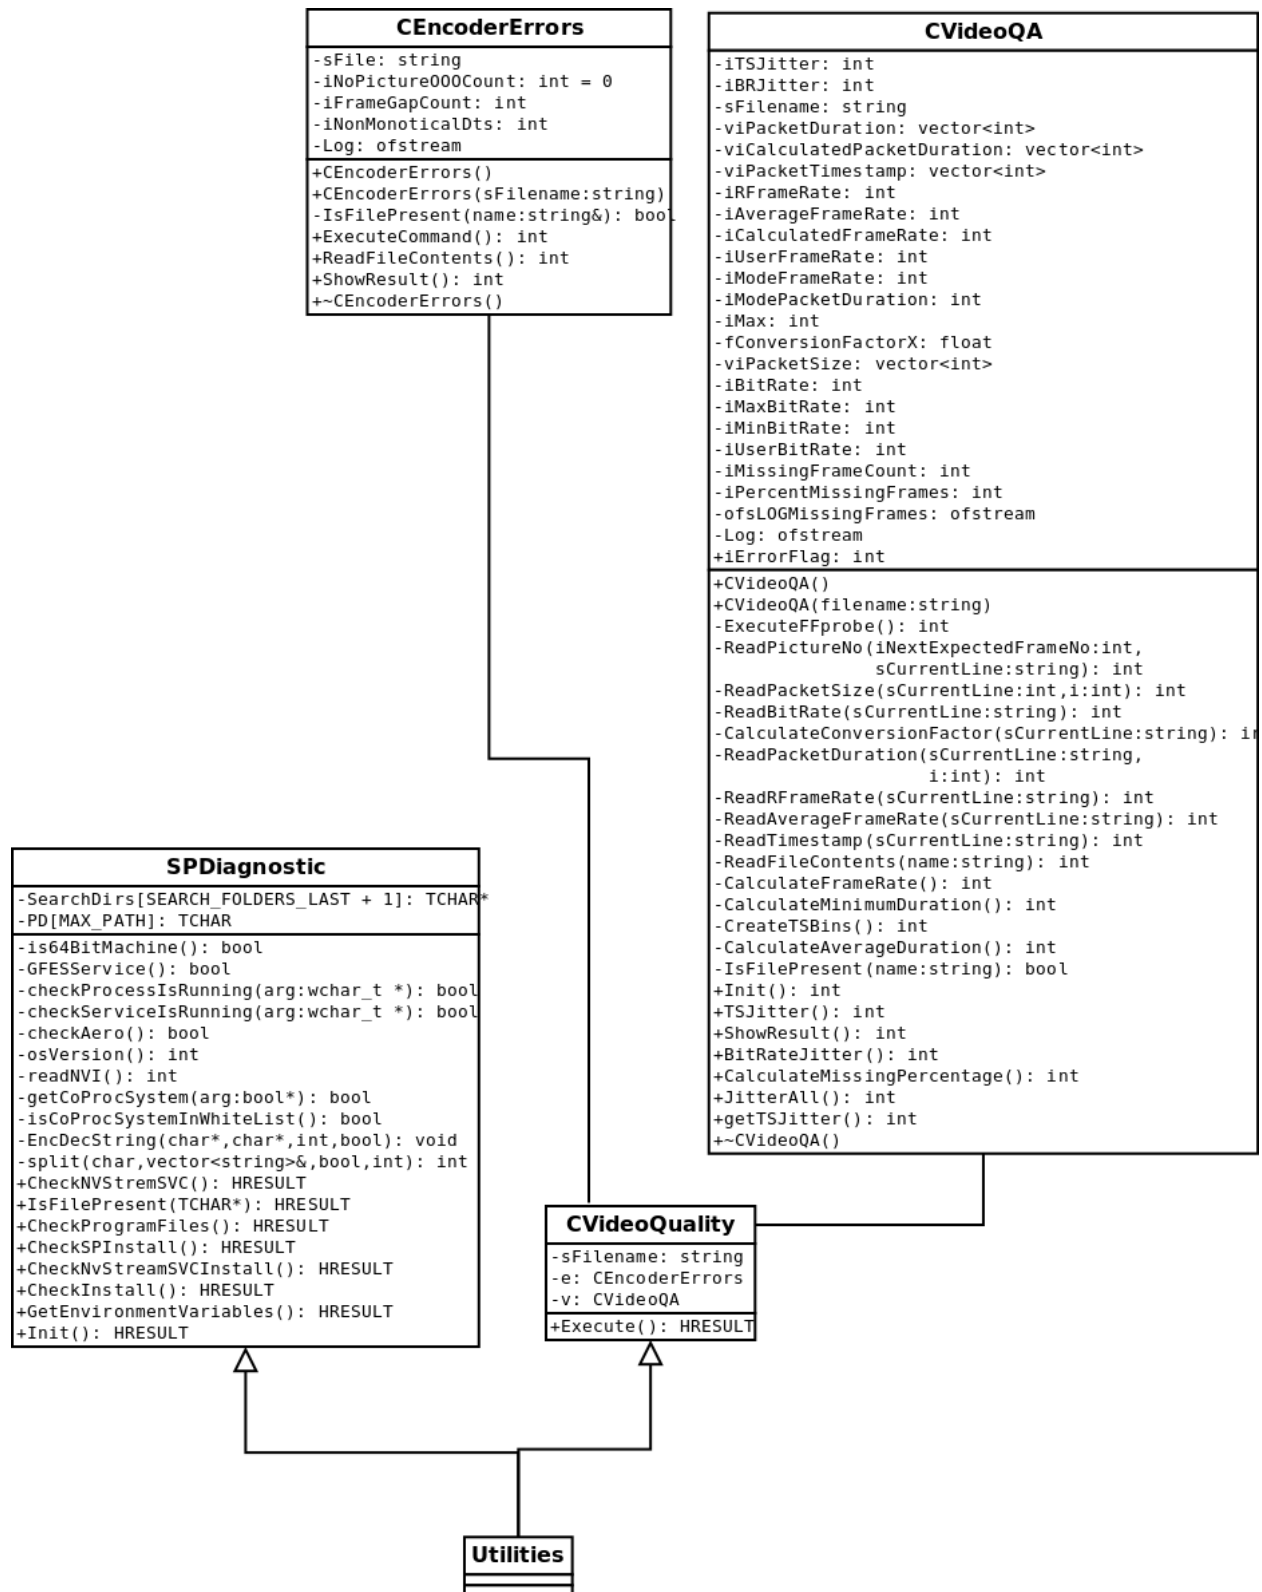 CEncoderErrors
-sFile: string
-iNoPictureOOOCount: int = 0
-iFrameGapCount: int
-iNonMonoticalDts: int
-Log: ofstream
+CEncoderErrors()
+CEncoderErrors(sFilename:string)
-IsFilePresent(name:string&): bool
+ExecuteCommand(): int
+ReadFileContents(): int
+ShowResult(): int
+~CEncoderErrors()
CVideoQA
-iTSJitter: int
-iBRJitter: int
-sFilename: string
-viPacketDuration: vector<int>
-viCalculatedPacketDuration: vector<int>
-viPacketTimestamp: vector<int>
-iRFrameRate: int
-iAverageFrameRate: int
-iCalculatedFrameRate: int
-iUserFrameRate: int
-iModeFrameRate: int
-iModePacketDuration: int
-iMax: int
-fConversionFactorX: float
-viPacketSize: vector<int>
-iBitRate: int
-iMaxBitRate: int
-iMinBitRate: int
-iUserBitRate: int
-iMissingFrameCount: int
-iPercentMissingFrames: int
-ofsLOGMissingFrames: ofstream
-Log: ofstream
+iErrorFlag: int
+CVideoQA()
+CVideoQA(filename:string)
-ExecuteFFprobe(): int
-ReadPictureNo(iNextExpectedFrameNo:int,
sCurrentLine:string): int
-ReadPacketSize(sCurrentLine:int,i:int): int
-ReadBitRate(sCurrentLine:string): int
-CalculateConversionFactor(sCurrentLine:string): in
-ReadPacketDuration(sCurrentLine:string,
i:int): int
-ReadRFrameRate(sCurrentLine:string): int
-ReadAverageFrameRate(sCurrentLine:string): int
-ReadTimestamp(sCurrentLine:string): int
-ReadFileContents(name:string): int
-CalculateFrameRate(): int
-CalculateMinimumDuration(): int
-CreateTSBins(): int
-CalculateAverageDuration(): int
-IsFilePresent(name:string): bool
+Init(): int
+TSJitter(): int
+ShowResult(): int
+BitRateJitter(): int
+CalculateMissingPercentage(): int
+JitterAll(): int
+getTSJitter(): int
+~CVideoQA()
SPDiagnostic
-SearchDirs[SEARCH_FOLDERS_LAST + 1]: TCHAR*
-PD[MAX_PATH]: TCHAR
-is64BitMachine(): bool
-GFESService(): bool
-checkProcessIsRunning(arg:wchar_t *): bool
-checkServiceIsRunning(arg:wchar_t *): bool
-checkAero(): bool
-osVersion(): int
-readNVI(): int
-getCoProcSystem(arg:bool*): bool
-isCoProcSystemInWhiteList(): bool
-EncDecString(char*,char*,int,bool): void
-split(char,vector<string>&,bool,int): int
+CheckNVStremSVC(): HRESULT
+IsFilePresent(TCHAR*): HRESULT
+CheckProgramFiles(): HRESULT
+CheckSPInstall(): HRESULT
+CheckNvStreamSVCInstall(): HRESULT
+CheckInstall(): HRESULT
+GetEnvironmentVariables(): HRESULT
+Init(): HRESULT
CVideoQuality
-sFilename: string
-e: CEncoderErrors
-v: CVideoQA
+Execute(): HRESULT
Utilities